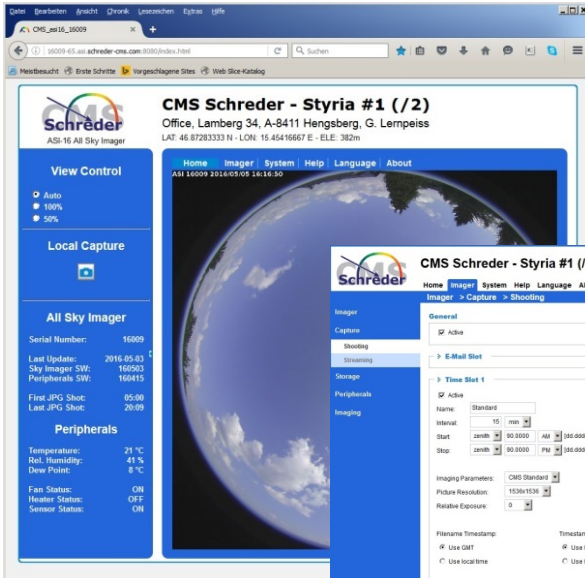 Datei Bearbeiten Ansicht Chronik Lesezeichen Extras Hilfe
CMS_asi16_16009
16009-65.asi.schreder-cms.com:8080/index.html
Suchen
Meistbesucht Erste Schritte Vorgeschlagene Sites Web Slice-Katalog
CMS
Schreder
ASI-16 All Sky Imager
CMS Schreder - Styria #1 (/2)
Office, Lamberg 34, A-8411 Hengsberg, G. Lernpeiss
LAT: 46.87283333 N - LON: 15.45416667 E - ELE: 382m
Home Imager System Help Language About
ASI 16009 2016/05/05 16:16:50
View Control
Auto
100%
50%
Local Capture
All Sky Imager
Serial Number: 16009
Last Update: 2016-05-03
Sky Imager SW: 160503
Peripherals SW: 160415
First JPG Shot: 05:00
Last JPG Shot: 20:09
Peripherals
Temperature: 21 °C
Rel. Humidity: 41 %
Dew Point: 8 °C
Fan Status: ON
Heater Status: OFF
Sensor Status: ON
CMS
Schreder
CMS Schreder - Styria #1 (/
Home Imager System Help Language A
Imager > Capture > Shooting
Imager
Capture
Shooting
Streaming
Storage
Peripherals
Imaging
General
Active
E-Mail Slot
Time Slot 1
Active
Name: Standard
Interval: 15 min
Start: zenith 90.0000 AM [dd.ddd
Stop: zenith 90.0000 PM [dd.ddd
Imaging Parameters: CMS Standard
Picture Resolution: 1536x1536
Relative Exposure: 0
Filename Timestamp: Timestam
Use GMT Use
Use local time Use